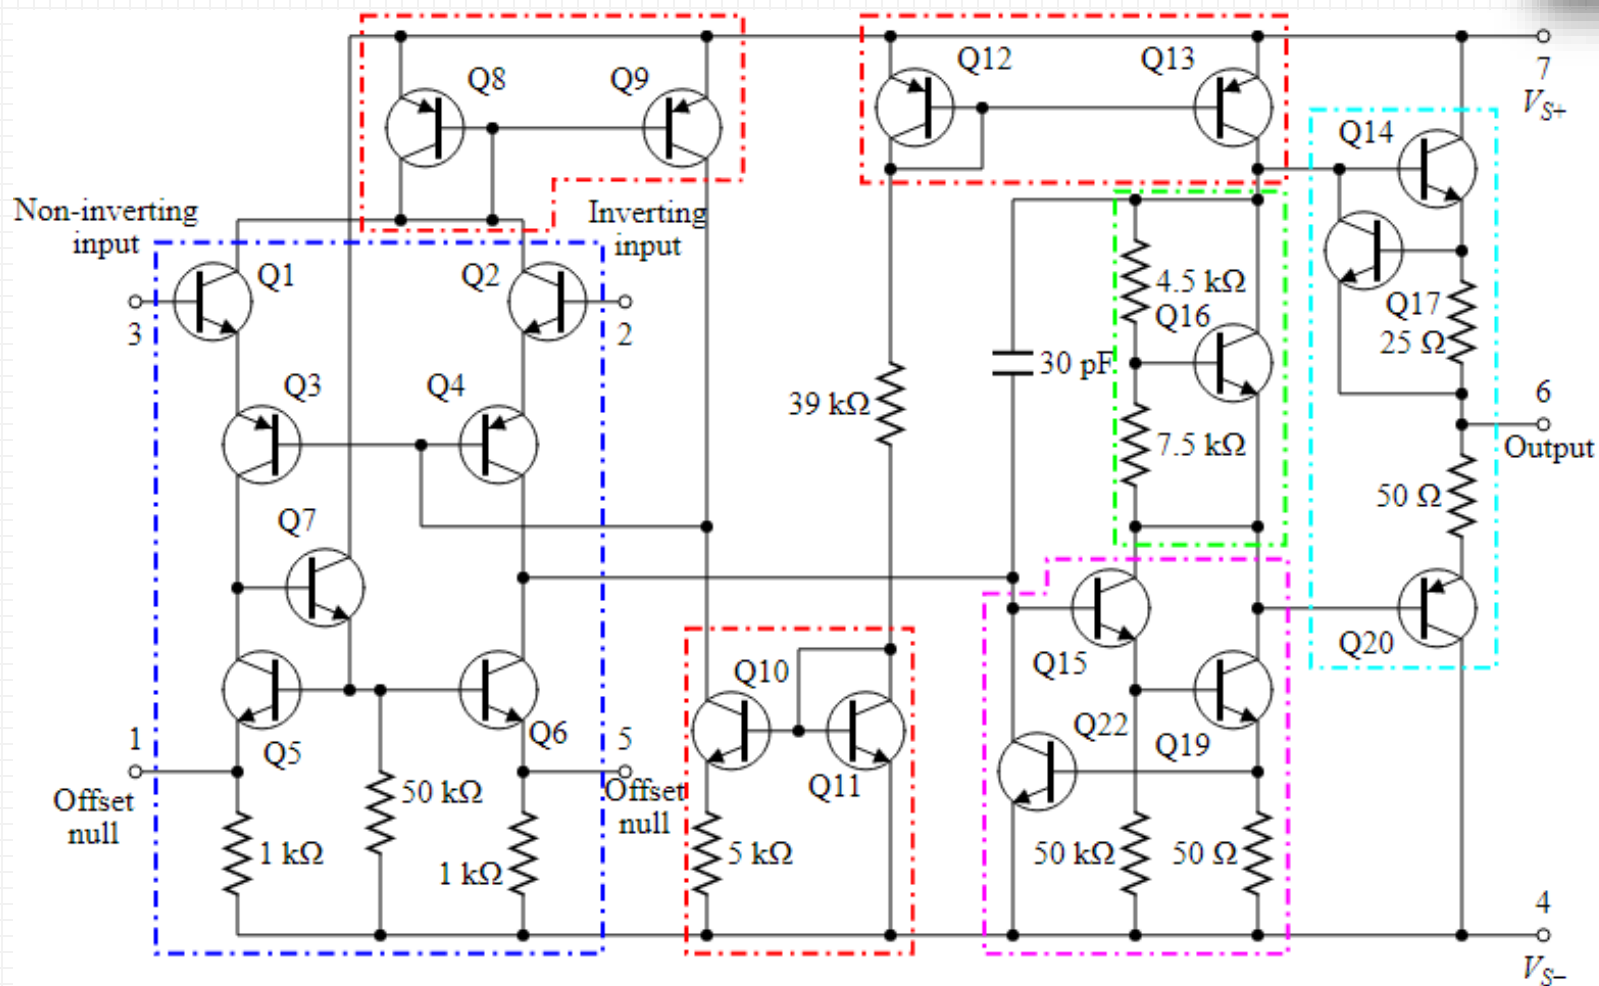 Q8
Q9
Q12
Q13
7
V_S+
Q14
Non-inverting
input
Inverting
input
Q1
Q2
3
2
4.5 kΩ
Q16
Q17
25 Ω
30 pF
Q3
Q4
39 kΩ
6
Output
7.5 kΩ
50 Ω
Q7
Q15
Q20
Q10
Q22
Q19
1
Q5
Q6
5
Q11
Offset
null
50 kΩ
Offset
null
1 kΩ
1 kΩ
5 kΩ
50 kΩ
50 Ω
4
V_S–